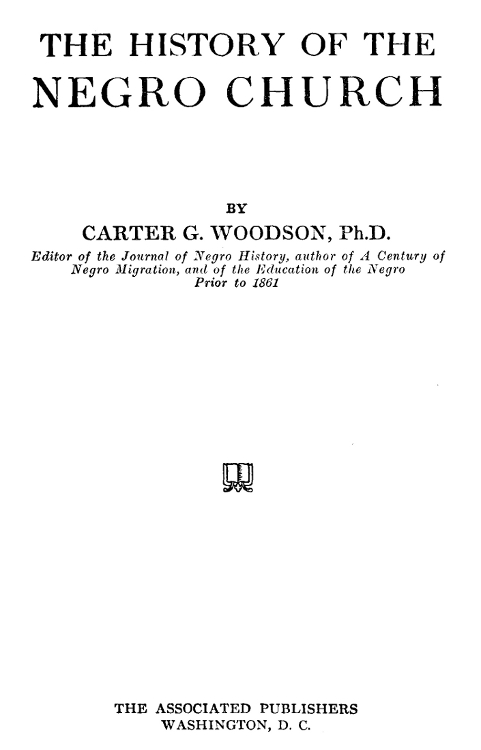 THE HISTORY OF THE
NEGRO CHURCH
BY
CARTER G. WOODSON, Ph.D.
Editor of the Journal of Negro History, author of A Century of
Negro Migration, and of the Education of the Negro
Prior to 1861
THE ASSOCIATED PUBLISHERS
WASHINGTON, D. C.